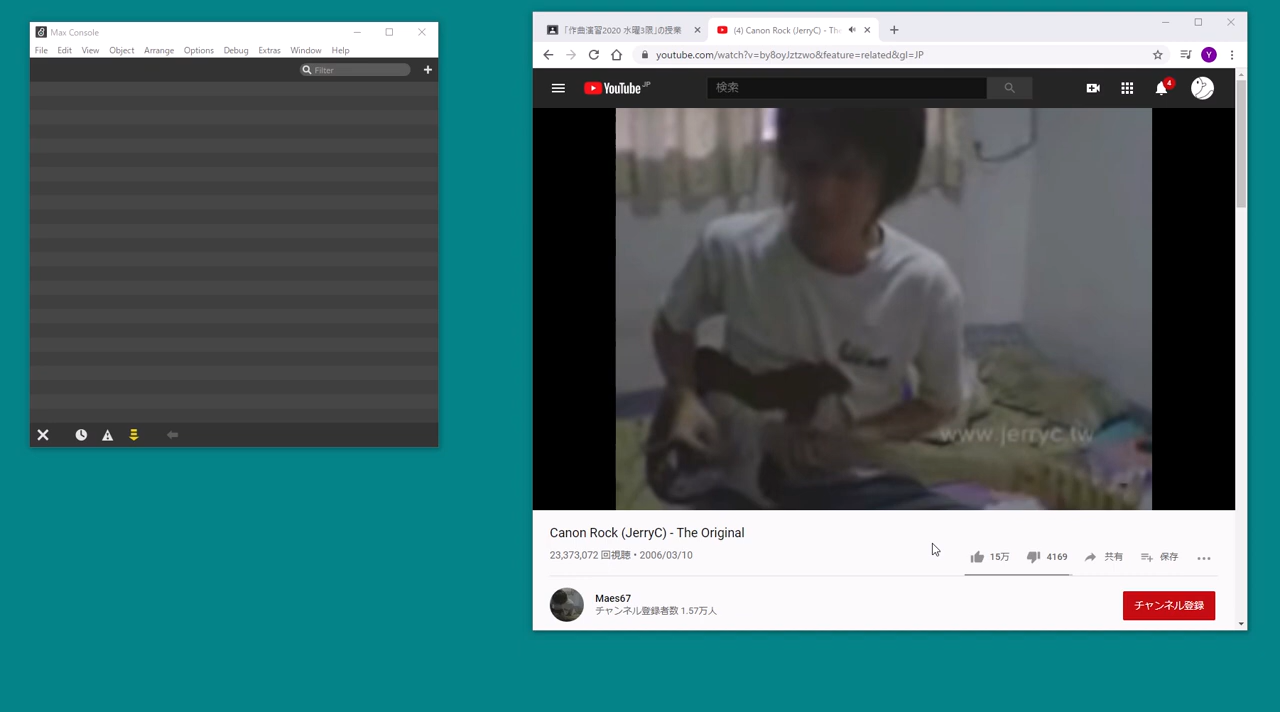 Max Console
File Edit View Object Arrange Options Debug Extras Window Help
Filter
「作曲演習2020 水曜3限」の授業
(4) Canon Rock (JerryC) - The
youtube.com/watch?v=by8oyJztzwo&feature=related&gl=JP
Y
YouTube JP
検索
4
www.jerryc.tw
Canon Rock (JerryC) - The Original
23,373,072 回視聴・2006/03/10
15万 4169 共有 保存
Maes67
チャンネル登録者数 1.57万人
チャンネル登録